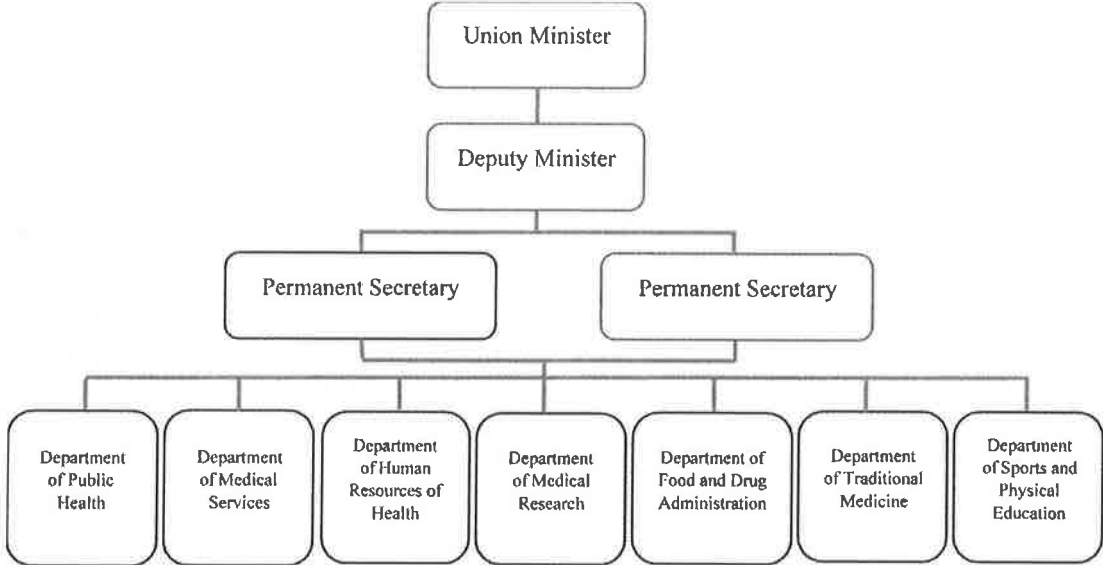 Union Minister
Deputy Minister
Permanent Secretary
Permanent Secretary
Department
of Public
Health
Department
of Medical
Services
Department
of Human
Resources of
Health
Department
of Medical
Research
Department of
Food and Drug
Administration
Department
of Traditional
Medicine
Department
of Sports and
Physical
Education